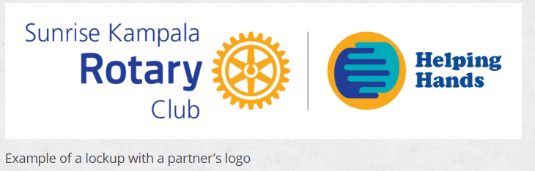 Sunrise Kampala
Rotary
Club
Helping
Hands
Example of a lockup with a partner's logo